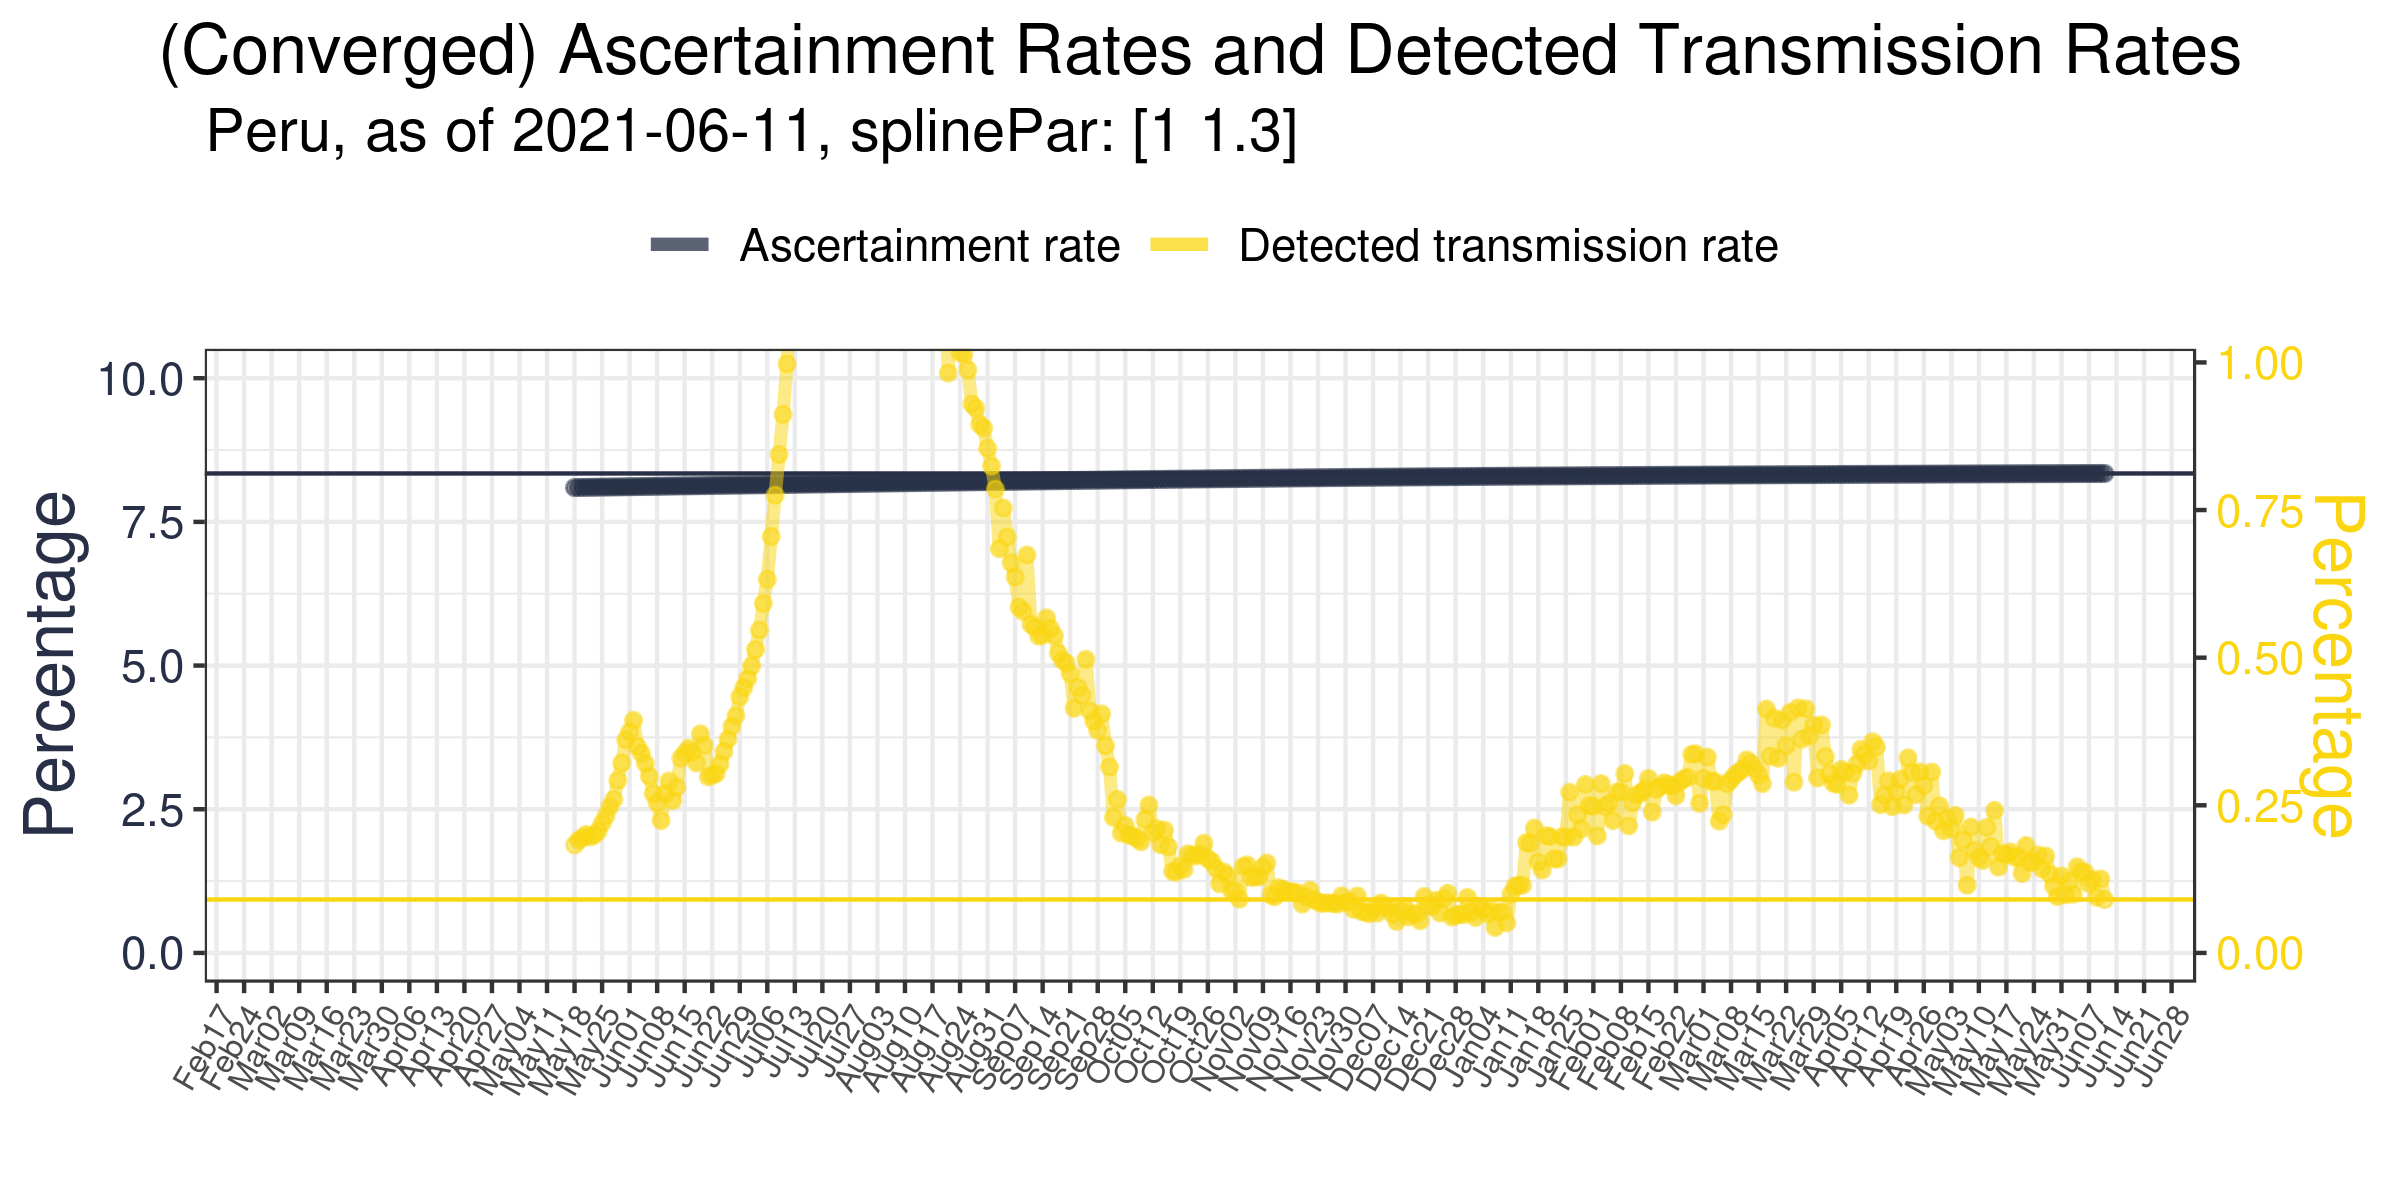 (Converged) Ascertainment Rates and Detected Transmission Rates
Peru, as of 2021-06-11, splinePar: [1 1.3]
Ascertainment rate Detected transmission rate
Percentage
10.0
7.5
5.0
2.5
0.0
1.00
0.75
0.50
0.25
0.00
Percentage
Feb17 Feb24 Mar02 Mar09 Mar16 Mar23 Mar30 Apr06 Apr13 Apr20 Apr27 May04 May11 May18 May25 Jun01 Jun08 Jun15 Jun22 Jun29 Jul06 Jul13 Jul20 Jul27 Aug03 Aug10 Aug17 Aug24 Aug31 Sep07 Sep14 Sep21 Sep28 Oct05 Oct12 Oct19 Oct26 Nov02 Nov09 Nov16 Nov23 Nov30 Dec07 Dec14 Dec21 Dec28 Jan04 Jan11 Jan18 Jan25 Feb01 Feb08 Feb15 Feb22 Mar01 Mar08 Mar15 Mar22 Mar29 Apr05 Apr12 Apr19 Apr26 May03 May10 May17 May24 May31 Jun07 Jun14 Jun21 Jun28